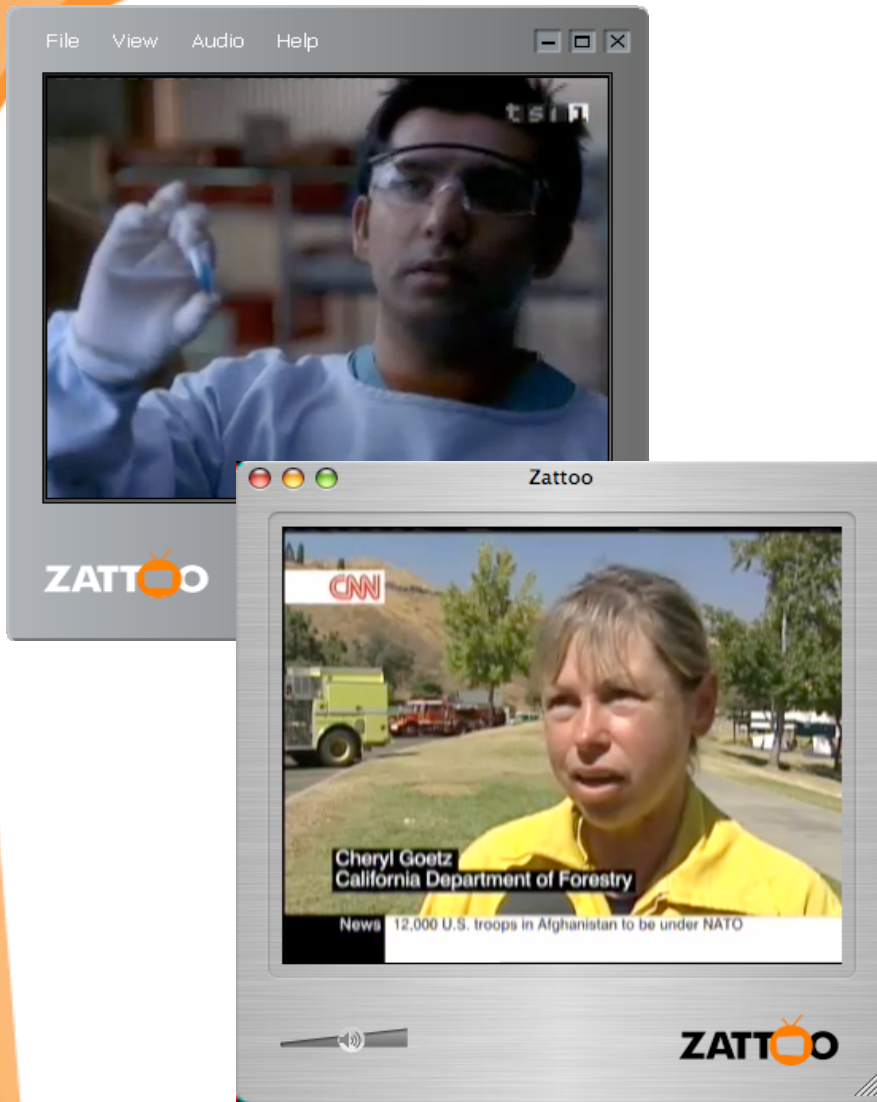 File View Audio Help
tsi 1
ZATTOO
Zattoo
CNN
Cheryl Goetz
California Department of Forestry
News 12,000 U.S. troops in Afghanistan to be under NATO
ZATTOO